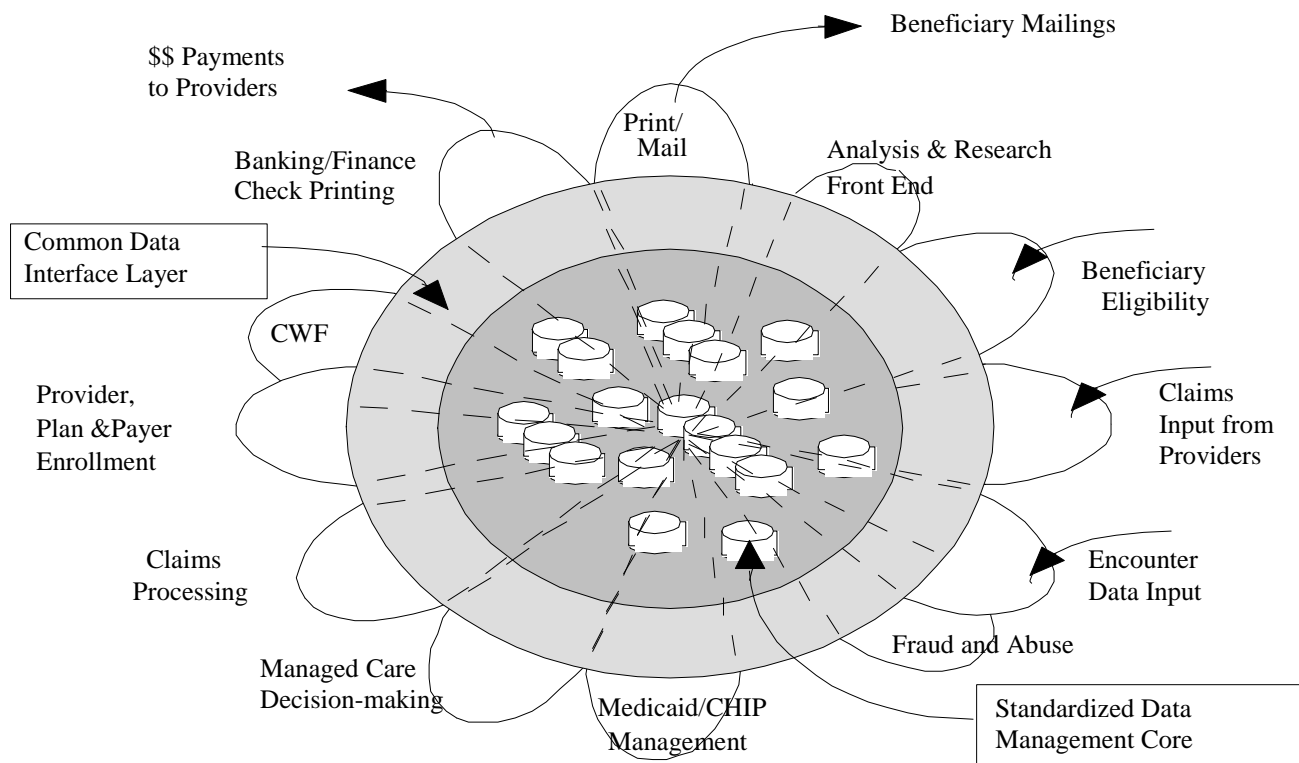 Beneficiary Mailings
$$ Payments
to Providers
Print/
Mail
Analysis & Research
Front End
Banking/Finance
Check Printing
Common Data
Interface Layer
Beneficiary
Eligibility
CWF
Provider,
Plan &Payer
Enrollment
Claims
Input from
Providers
Claims
Processing
Encounter
Data Input
Fraud and Abuse
Managed Care
Decision-making
Medicaid/CHIP
Management
Standardized Data
Management Core